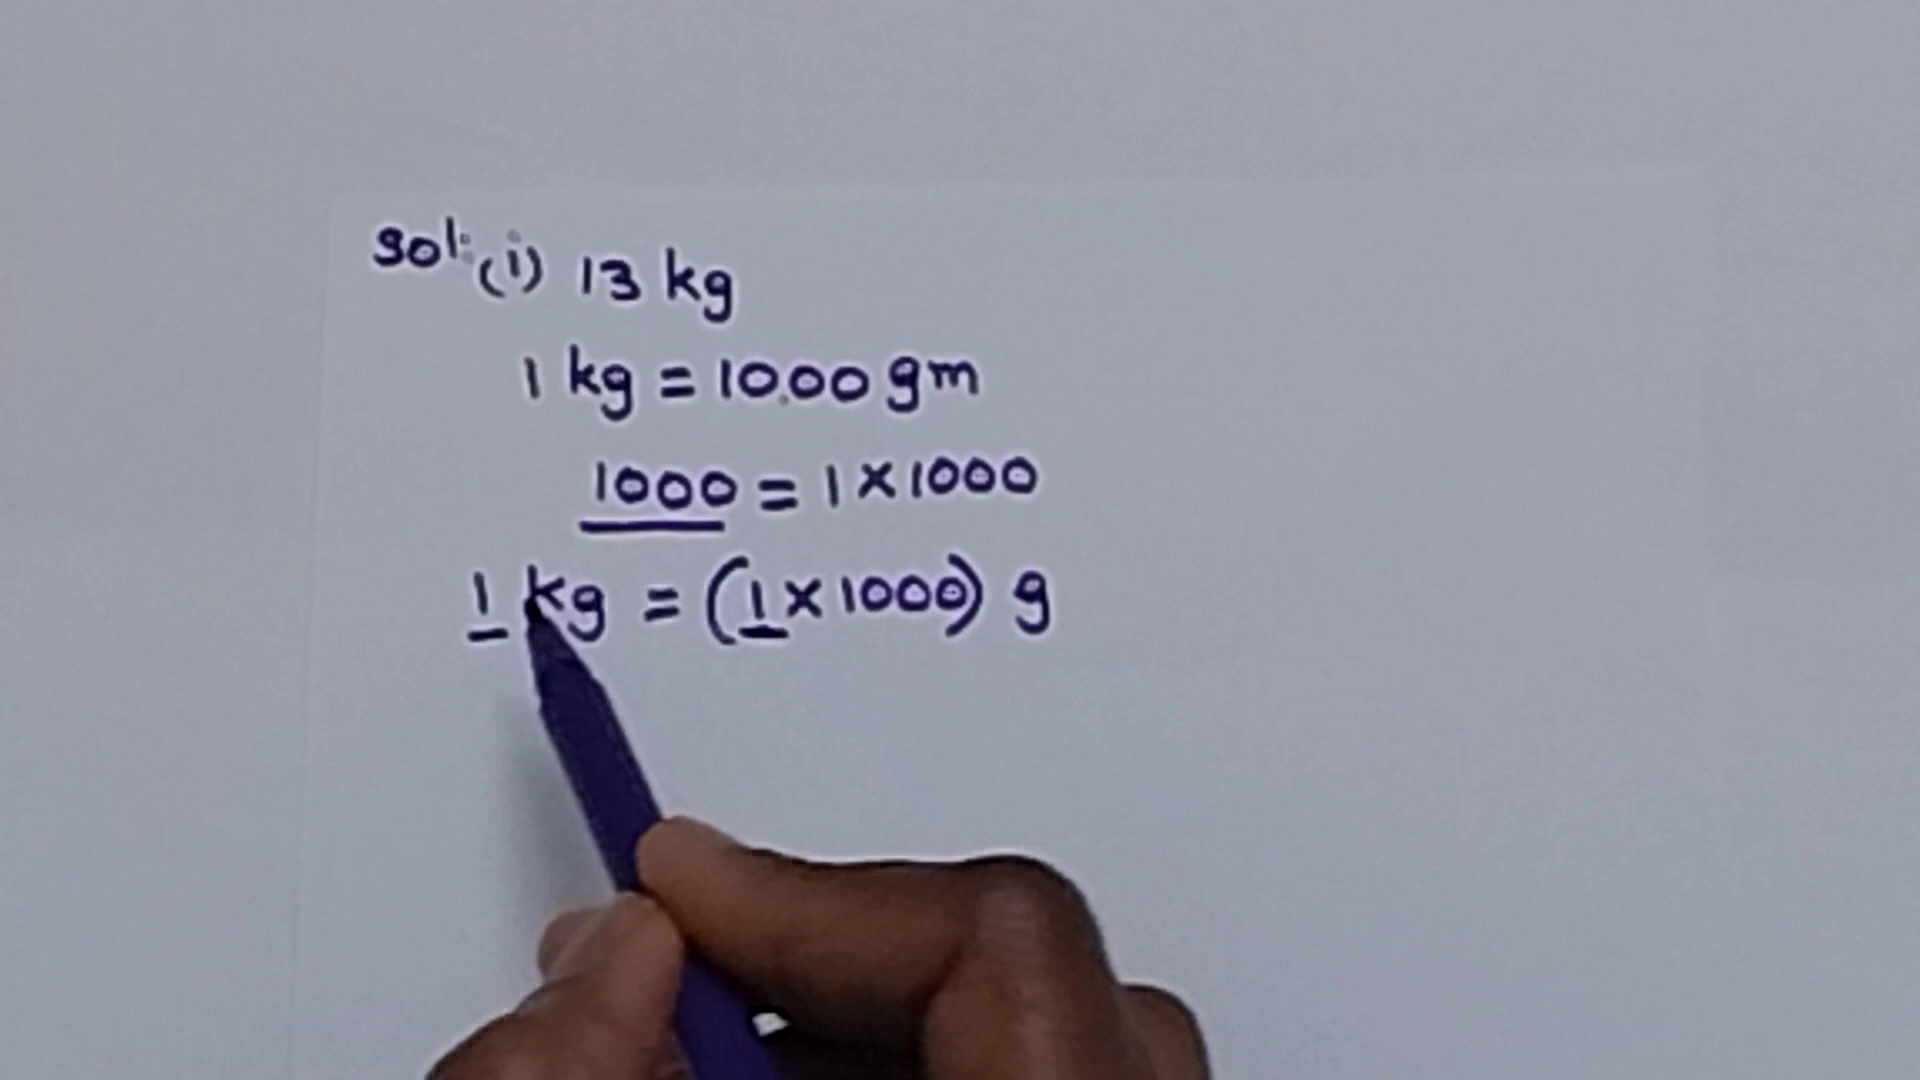 Sol: (i) 13 kg
1 kg = 1000 gm
1000 = 1 × 1000
1 kg = (1 × 1000) g